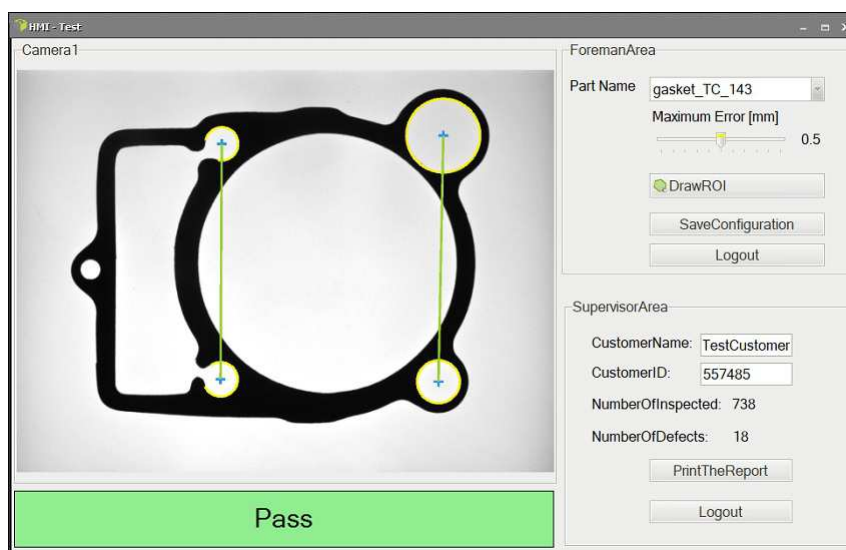 HMI - Test
Camera1
Pass
ForemanArea
Part Name
gasket_TC_143
Maximum Error [mm]
0.5
DrawROI
SaveConfiguration
Logout
SupervisorArea
CustomerName: TestCustomer
CustomerID: 557485
NumberOfInspected: 738
NumberOfDefects: 18
PrintTheReport
Logout